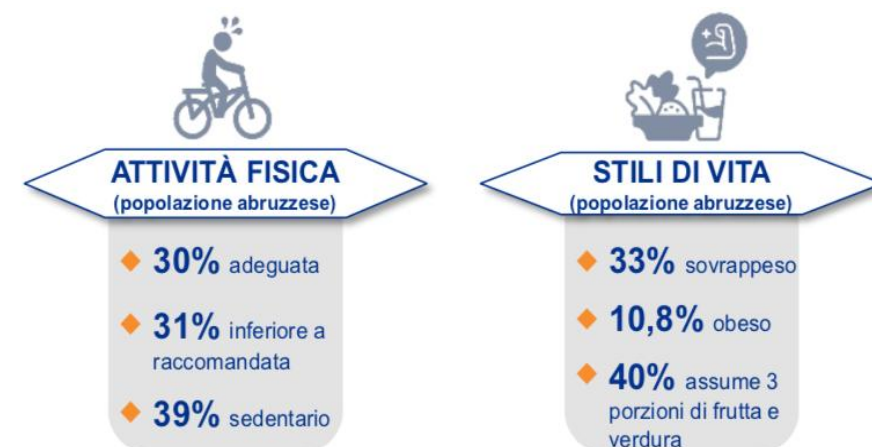 ATTIVITÀ FISICA
(popolazione abruzzese)
30% adeguata
31% inferiore a
raccomandata
39% sedentario
STILI DI VITA
(popolazione abruzzese)
33% sovrappeso
10,8% obeso
40% assume 3
porzioni di frutta e
verdura